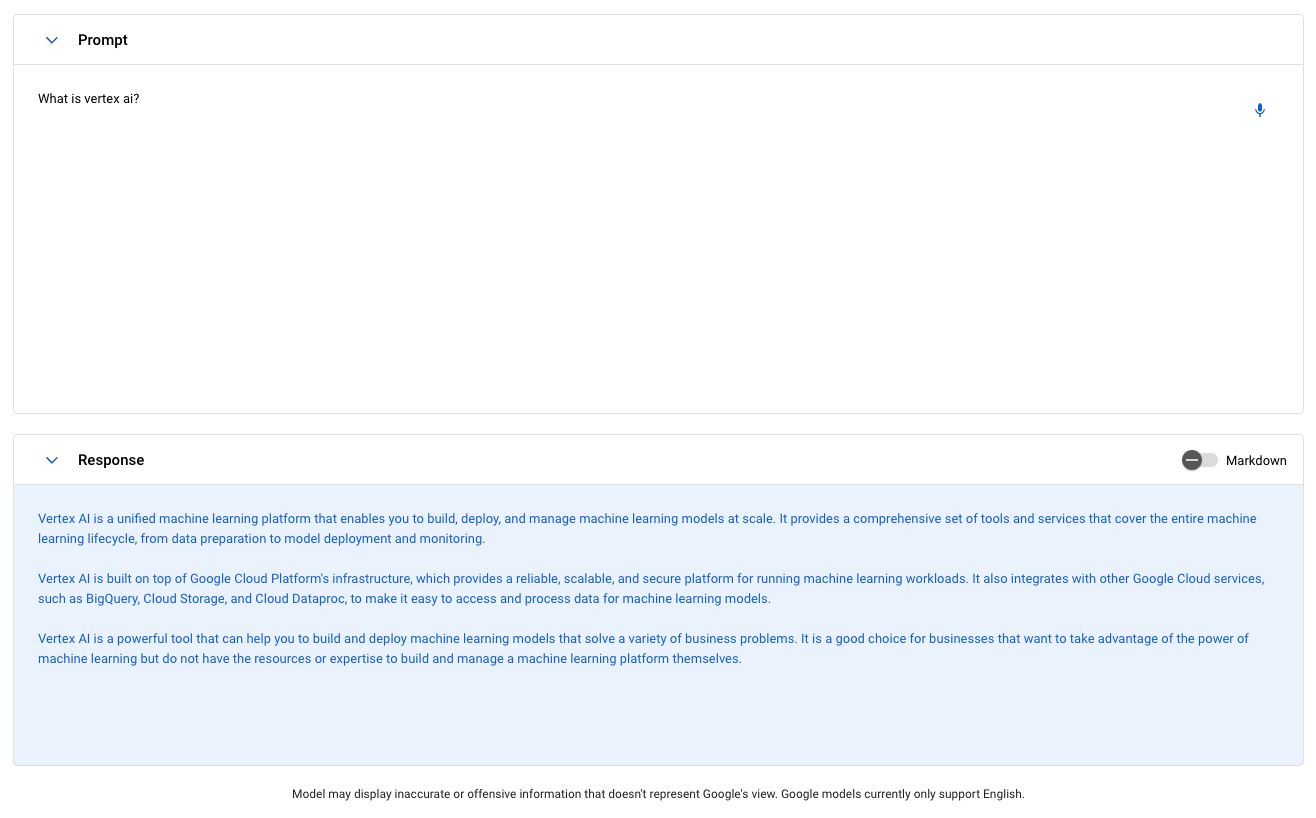 Prompt
What is vertex ai?
Response
Markdown
Vertex AI is a unified machine learning platform that enables you to build, deploy, and manage machine learning models at scale. It provides a comprehensive set of tools and services that cover the entire machine
learning lifecycle, from data preparation to model deployment and monitoring.
Vertex AI is built on top of Google Cloud Platform's infrastructure, which provides a reliable, scalable, and secure platform for running machine learning workloads. It also integrates with other Google Cloud services,
such as BigQuery, Cloud Storage, and Cloud Dataproc, to make it easy to access and process data for machine learning models.
Vertex AI is a powerful tool that can help you to build and deploy machine learning models that solve a variety of business problems. It is a good choice for businesses that want to take advantage of the power of
machine learning but do not have the resources or expertise to build and manage a machine learning platform themselves.
Model may display inaccurate or offensive information that doesn't represent Google's view. Google models currently only support English.